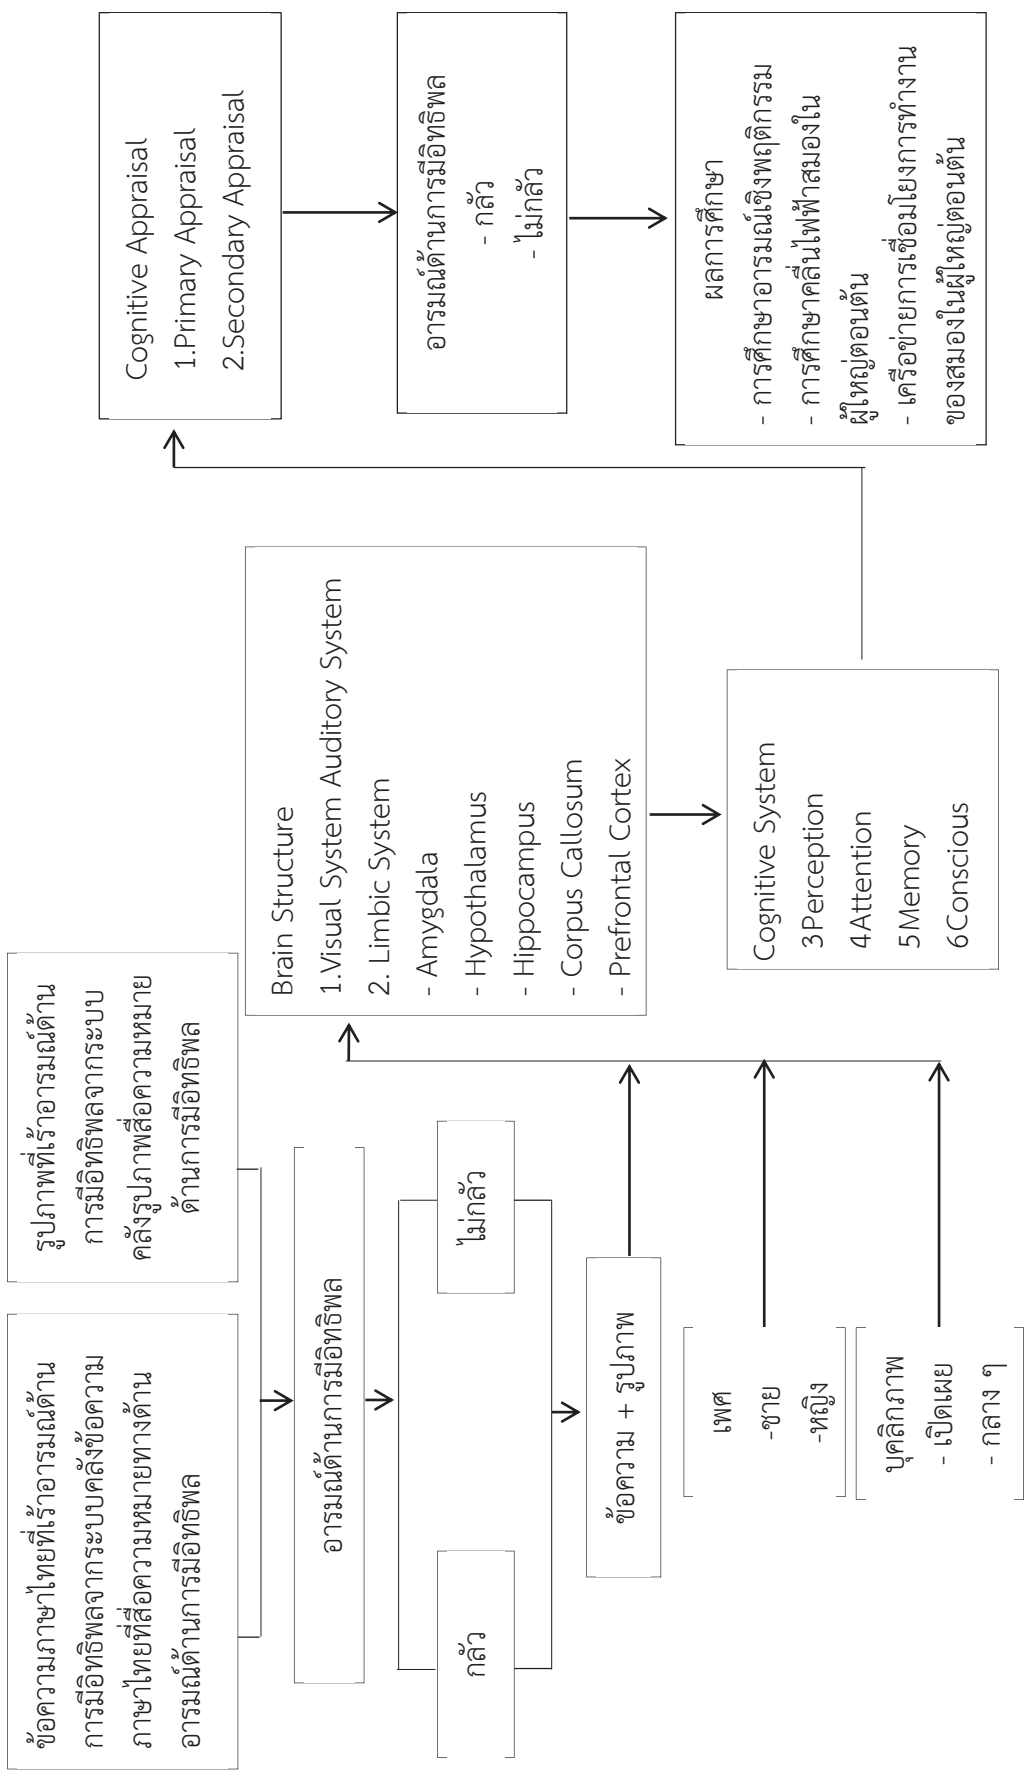 ข้อความภาษาไทยที่เร้าอารมณ์ด้าน
การมีอิทธิพลจากระบบคลังข้อความ
ภาษาไทยที่สื่อความหมายทางด้าน
อารมณ์ด้านการมีอิทธิพล
รูปภาพที่เร้าอารมณ์ด้าน
การมีอิทธิพลจากระบบ
คลังรูปภาพสื่อความหมาย
ด้านการมีอิทธิพล
อารมณ์ด้านการมีอิทธิพล
กลัว
ไม่กลัว
ข้อความ + รูปภาพ
เพศ
-ชาย
-หญิง
บุคลิกภาพ
- เปิดเผย
- กลาง ๆ
Brain Structure
1.Visual System Auditory System
2. Limbic System
- Amygdala
- Hypothalamus
- Hippocampus
- Corpus Callosum
- Prefrontal Cortex
Cognitive System
3Perception
4Attention
5Memory
6Conscious
Cognitive Appraisal
1.Primary Appraisal
2.Secondary Appraisal
อารมณ์ด้านการมีอิทธิพล
- กลัว
- ไม่กลัว
ผลการศึกษา
- การศึกษาอารมณ์เชิงพฤติกรรม
- การศึกษาคลื่นไฟฟ้าสมองใน
ผู้ใหญ่ตอนต้น
- เครือข่ายการเชื่อมโยงการทำงาน
ของสมองในผู้ใหญ่ตอนต้น